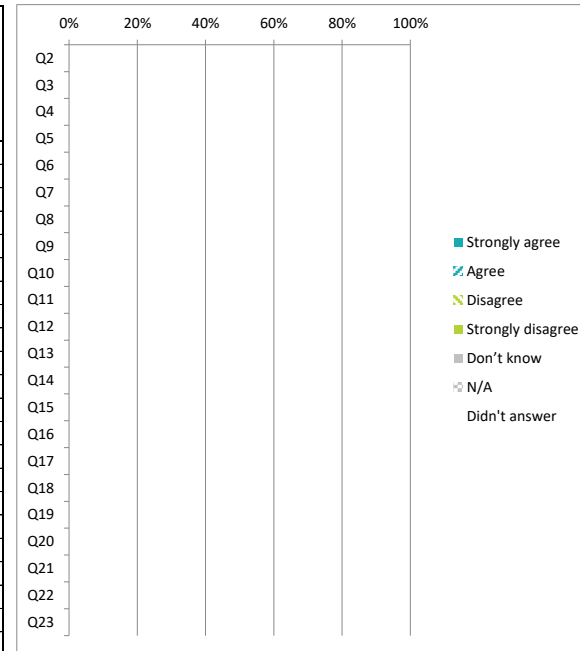 0% 20% 40% 60% 80% 100%
Q2
Q3
Q4
Q5
Q6
Q7
Q8
Q9
Q10
Q11
Q12
Q13
Q14
Q15
Q16
Q17
Q18
Q19
Q20
Q21
Q22
Q23
Strongly agree
Agree
Disagree
Strongly disagree
Don’t know
N/A
Didn't answer